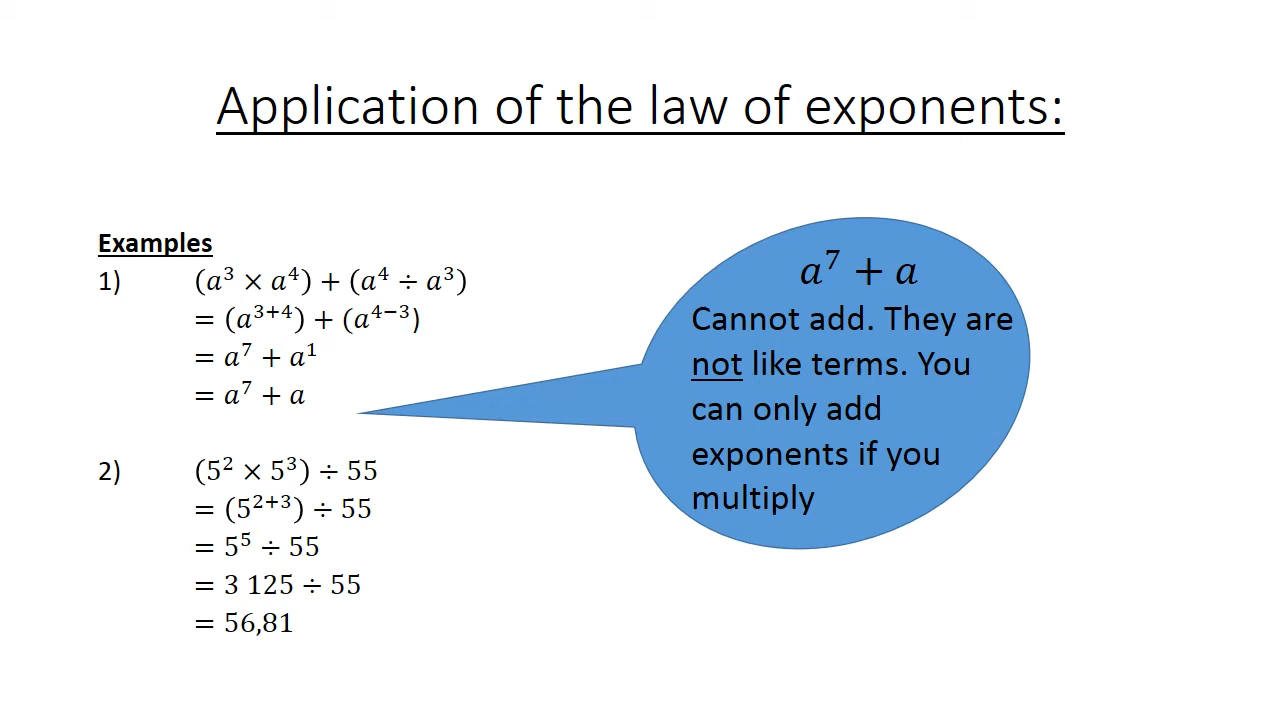 Application of the law of exponents:
Examples
1) (a³ × a⁴) + (a⁴ ÷ a³)
= (a³⁺⁴) + (a⁴⁻³)
= a⁷ + a¹
= a⁷ + a
2) (5² × 5³) ÷ 55
= (5²⁺³) ÷ 55
= 5⁵ ÷ 55
= 3 125 ÷ 55
= 56,81
a⁷ + a
Cannot add. They are
not like terms. You
can only add
exponents if you
multiply